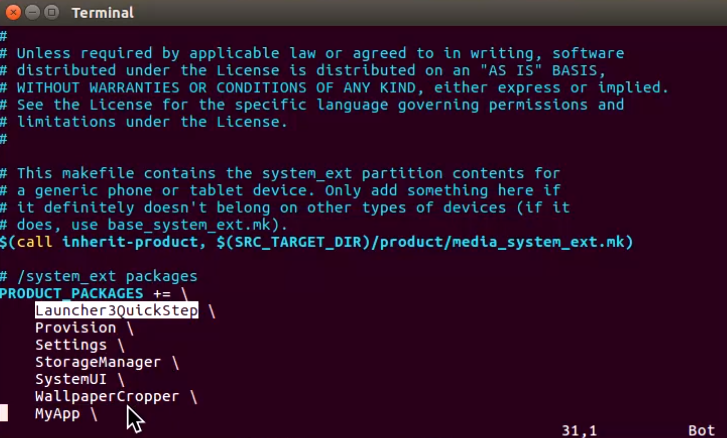 Terminal
#
# Unless required by applicable law or agreed to in writing, software
# distributed under the License is distributed on an "AS IS" BASIS,
# WITHOUT WARRANTIES OR CONDITIONS OF ANY KIND, either express or implied.
# See the License for the specific language governing permissions and
# limitations under the License.
#
# This makefile contains the system_ext partition contents for
# a generic phone or tablet device. Only add something here if
# it definitely doesn't belong on other types of devices (if it
# does, use base_system_ext.mk).
$(call inherit-product, $(SRC_TARGET_DIR)/product/media_system_ext.mk)
# /system_ext packages
PRODUCT_PACKAGES += \
    Launcher3QuickStep \
    Provision \
    Settings \
    StorageManager \
    SystemUI \
    WallpaperCropper \
    MyApp \
31,1 Bot